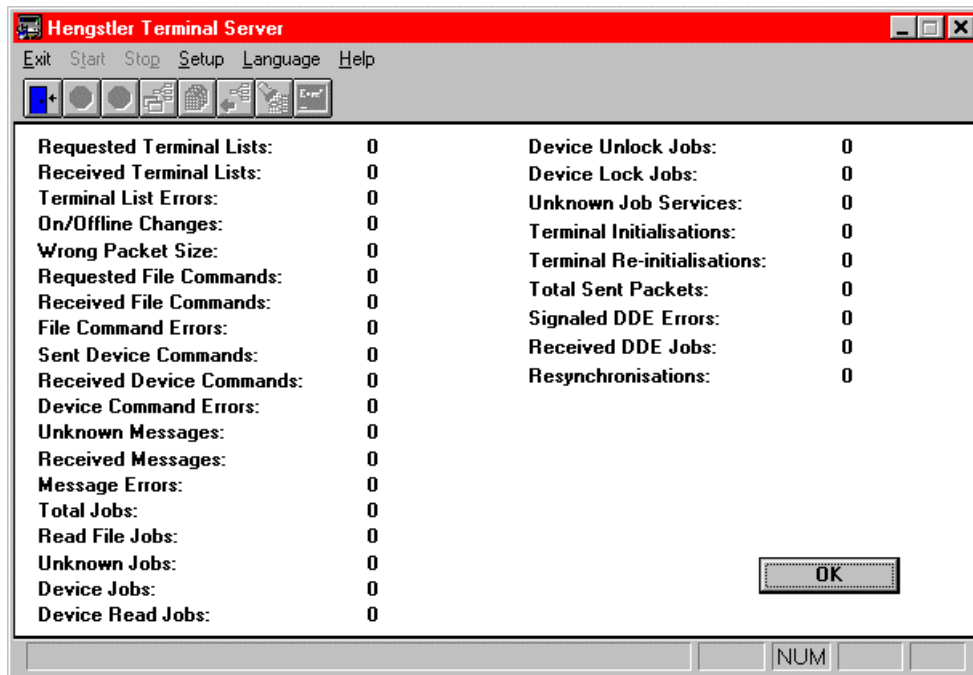 Hengstler Terminal Server
Exit Start Stop Setup Language Help
Requested Terminal Lists: 0
Received Terminal Lists: 0
Terminal List Errors: 0
On/Offline Changes: 0
Wrong Packet Size: 0
Requested File Commands: 0
Received File Commands: 0
File Command Errors: 0
Sent Device Commands: 0
Received Device Commands: 0
Device Command Errors: 0
Unknown Messages: 0
Received Messages: 0
Message Errors: 0
Total Jobs: 0
Read File Jobs: 0
Unknown Jobs: 0
Device Jobs: 0
Device Read Jobs: 0
Device Unlock Jobs: 0
Device Lock Jobs: 0
Unknown Job Services: 0
Terminal Initialisations: 0
Terminal Re-initialisations: 0
Total Sent Packets: 0
Signaled DDE Errors: 0
Received DDE Jobs: 0
Resynchronisations: 0
OK
NUM